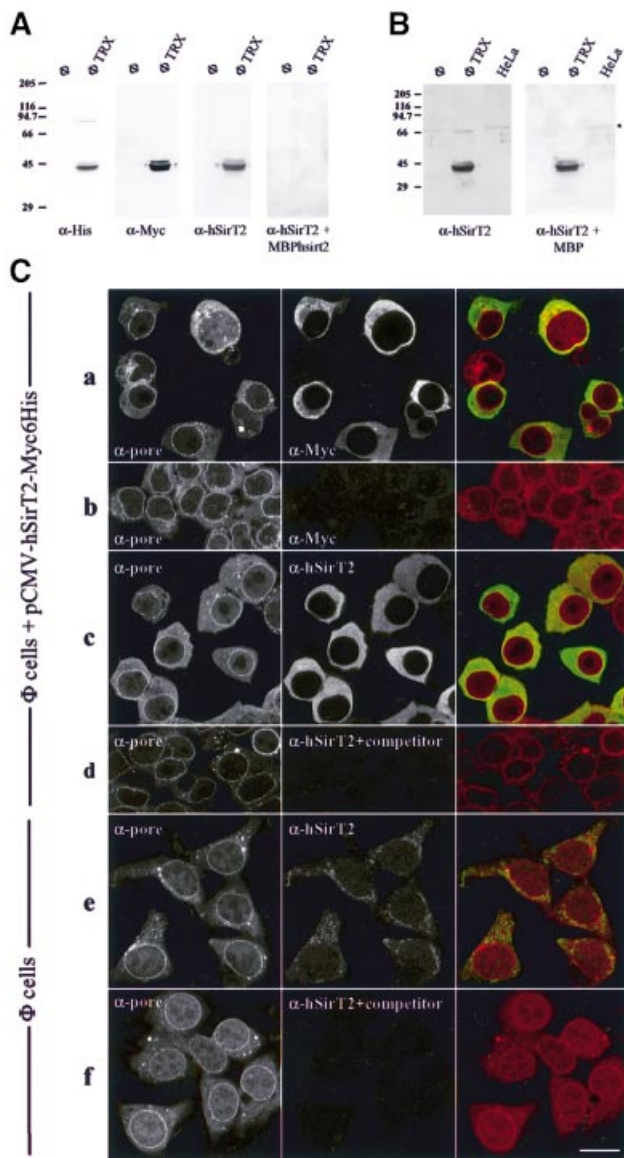 A
B
Φ
Φ TRX
Φ
Φ TRX
Φ
Φ TRX
Φ
Φ TRX
Φ
Φ TRX
HeLa
Φ
Φ TRX
HeLa
205
116
94.7
66
45
29
205
116
94.7
66
45
29
*
α-His
α-Myc
α-hSirT2
α-hSirT2 +
MBPhsirt2
α-hSirT2
α-hSirT2 +
MBP
C
Φ cells + pCMV-hSirT2-Myc6His
a
α-pore
α-Myc
b
α-pore
α-Myc
c
α-pore
α-hSirT2
d
α-pore
α-hSirT2+competitor
Φ cells
e
α-pore
α-hSirT2
f
α-pore
α-hSirT2+competitor